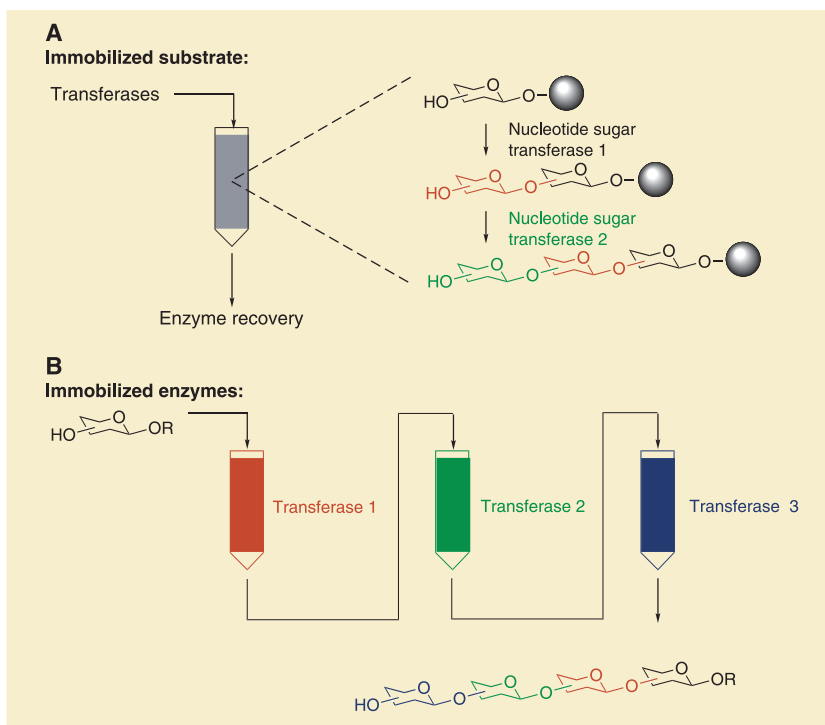 A
Immobilized substrate:
Transferases
Enzyme recovery
O
HO
O
Nucleotide sugar
transferase 1
O
O
HO
O
O
Nucleotide sugar
transferase 2
O
O
O
HO
O
O
O
B
Immobilized enzymes:
O
HO
OR
Transferase 1
Transferase 2
Transferase 3
O
O
O
O
HO
O
O
O
OR